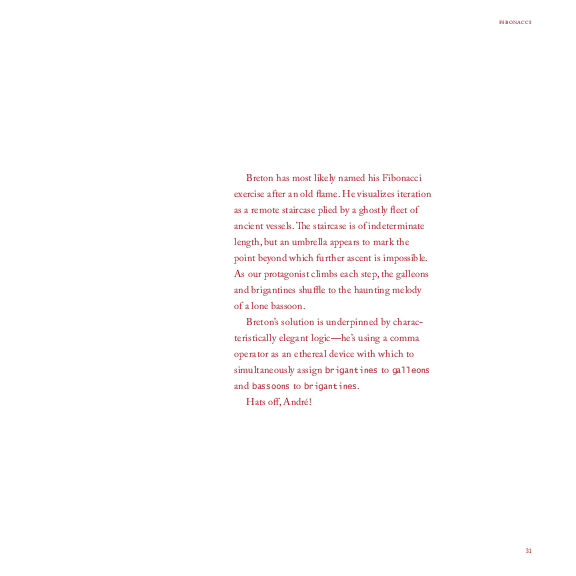 FIBONACCI
Breton has most likely named his Fibonacci
exercise after an old flame. He visualizes iteration
as a remote staircase plied by a ghostly fleet of
ancient vessels. The staircase is of indeterminate
length, but an umbrella appears to mark the
point beyond which further ascent is impossible.
As our protagonist climbs each step, the galleons
and brigantines shuffle to the haunting melody
of a lone bassoon.
Breton’s solution is underpinned by charac-
teristically elegant logic—he’s using a comma
operator as an ethereal device with which to
simultaneously assign brigantines to galleons
and bassoons to brigantines.
Hats off, André!
31